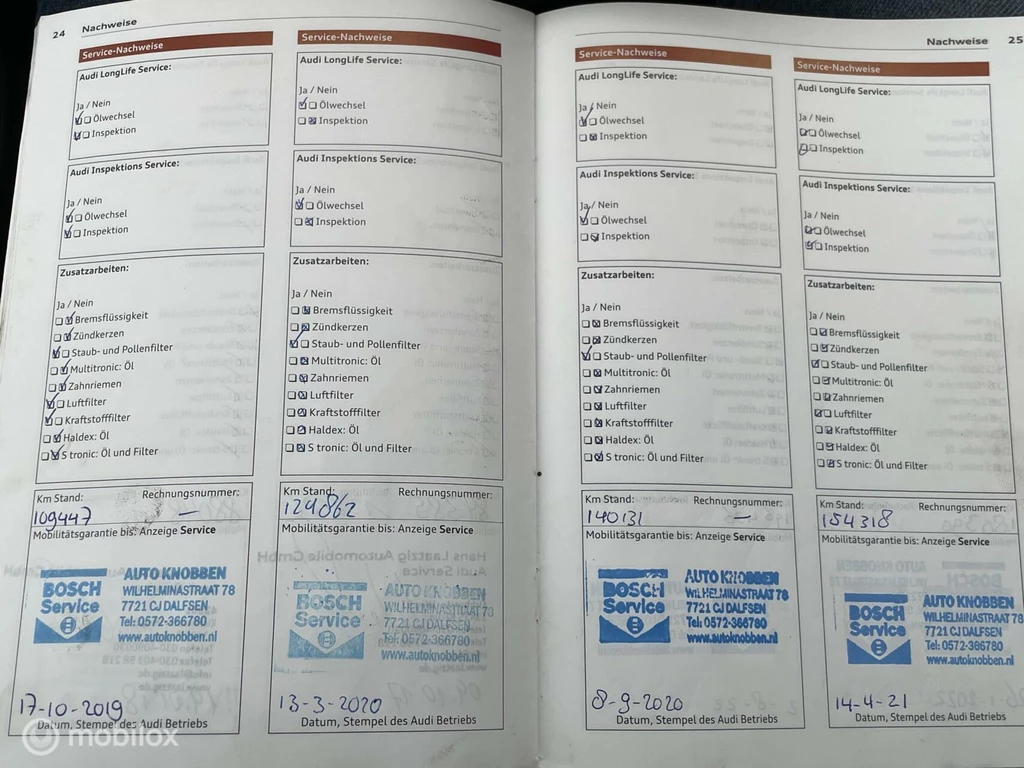 24 Nachweise
Service-Nachweise
Audi LongLife Service:
Ja / Nein
Ölwechsel
Inspektion
Audi Inspektions Service:
Ja / Nein
Ölwechsel
Inspektion
Zusatzarbeiten:
Ja / Nein
Bremsflüssigkeit
Zündkerzen
Staub- und Pollenfilter
Multitronic: Öl
Zahnriemen
Luftfilter
Kraftstofffilter
Haldex: Öl
S tronic: Öl und Filter
Km Stand: Rechnungsnummer:
109447 —
Mobilitätsgarantie bis: Anzeige Service
BOSCH Service
AUTO KNOBBEN
WILHELMINASTRAAT 78
7721 CJ DALFSEN
Tel: 0572-366780
www.autoknobben.nl
17-10-2019
Datum, Stempel des Audi Betriebs
Service-Nachweise
Audi LongLife Service:
Ja / Nein
Ölwechsel
Inspektion
Audi Inspektions Service:
Ja / Nein
Ölwechsel
Inspektion
Zusatzarbeiten:
Ja / Nein
Bremsflüssigkeit
Zündkerzen
Staub- und Pollenfilter
Multitronic: Öl
Zahnriemen
Luftfilter
Kraftstofffilter
Haldex: Öl
S tronic: Öl und Filter
Km Stand: Rechnungsnummer:
124862
Mobilitätsgarantie bis: Anzeige Service
BOSCH Service
AUTO KNOBBEN
WILHELMINASTRAAT 78
7721 CJ DALFSEN
Tel: 0572-366780
www.autoknobben.nl
13-3-2020
Datum, Stempel des Audi Betriebs
Nachweise 25
Service-Nachweise
Audi LongLife Service:
Ja / Nein
Ölwechsel
Inspektion
Audi Inspektions Service:
Ja / Nein
Ölwechsel
Inspektion
Zusatzarbeiten:
Ja / Nein
Bremsflüssigkeit
Zündkerzen
Staub- und Pollenfilter
Multitronic: Öl
Zahnriemen
Luftfilter
Kraftstofffilter
Haldex: Öl
S tronic: Öl und Filter
Km Stand: Rechnungsnummer:
140131 —
Mobilitätsgarantie bis: Anzeige Service
BOSCH Service
AUTO KNOBBEN
WILHELMINASTRAAT 78
7721 CJ DALFSEN
Tel: 0572-366780
www.autoknobben.nl
8-9-2020
Datum, Stempel des Audi Betriebs
Service-Nachweise
Audi LongLife Service:
Ja / Nein
Ölwechsel
Inspektion
Audi Inspektions Service:
Ja / Nein
Ölwechsel
Inspektion
Zusatzarbeiten:
Ja / Nein
Bremsflüssigkeit
Zündkerzen
Staub- und Pollenfilter
Multitronic: Öl
Zahnriemen
Luftfilter
Kraftstofffilter
Haldex: Öl
S tronic: Öl und Filter
Km Stand: Rechnungsnummer:
154318
Mobilitätsgarantie bis: Anzeige Service
BOSCH Service
AUTO KNOBBEN
WILHELMINASTRAAT 78
7721 CJ DALFSEN
Tel: 0572-366780
www.autoknobben.nl
14-4-21
Datum, Stempel des Audi Betriebs
mobilox